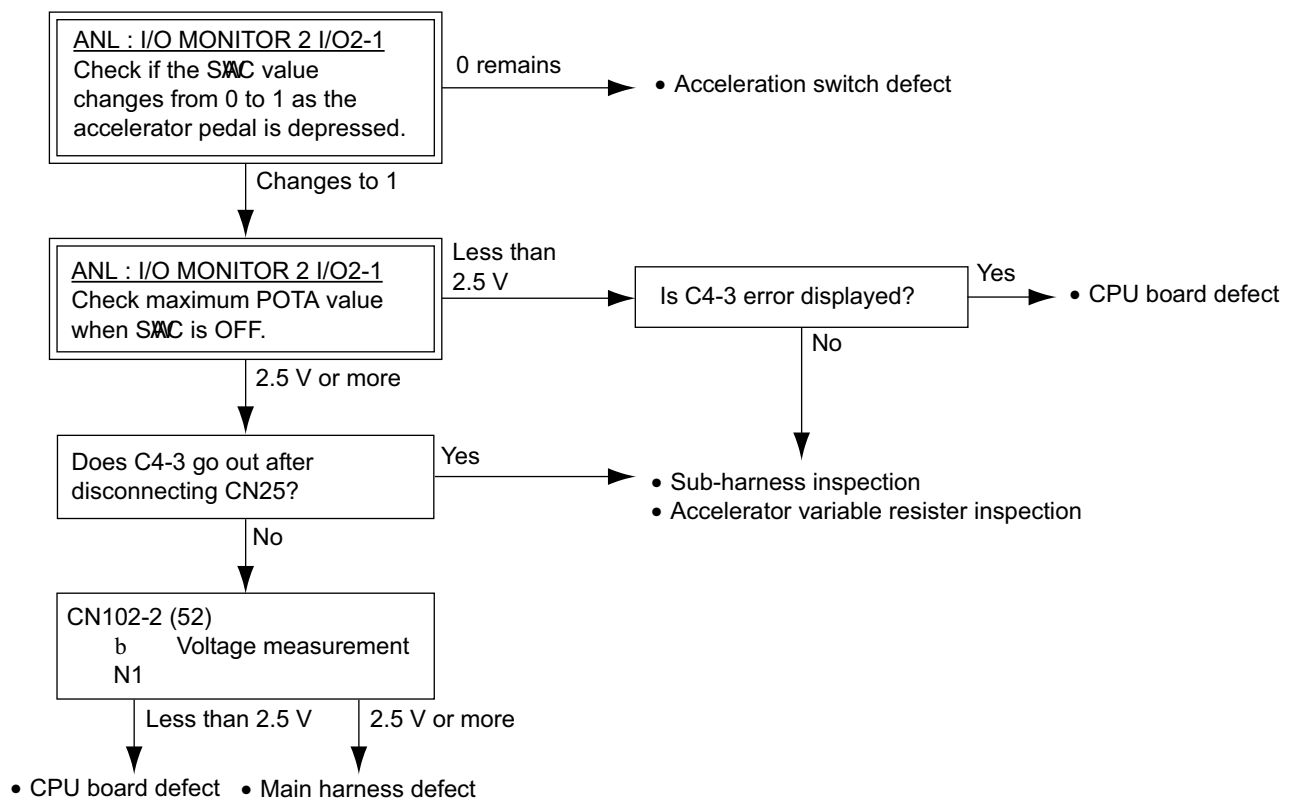 ANL : I/O MONITOR 2 I/O2-1
Check if the value
changes from 0 to 1 as the
accelerator pedal is depressed.
0 remains
• Acceleration switch defect
Changes to 1
ANL : I/O MONITOR 2 I/O2-1
Check maximum POTA value
when is OFF.
Less than
2.5 V
Is C4-3 error displayed?
Yes
• CPU board defect
No
2.5 V or more
Does C4-3 go out after
disconnecting CN25?
Yes
• Sub-harness inspection
• Accelerator variable resister inspection
No
CN102-2 (52)
b Voltage measurement
N1
Less than 2.5 V
2.5 V or more
• CPU board defect
• Main harness defect